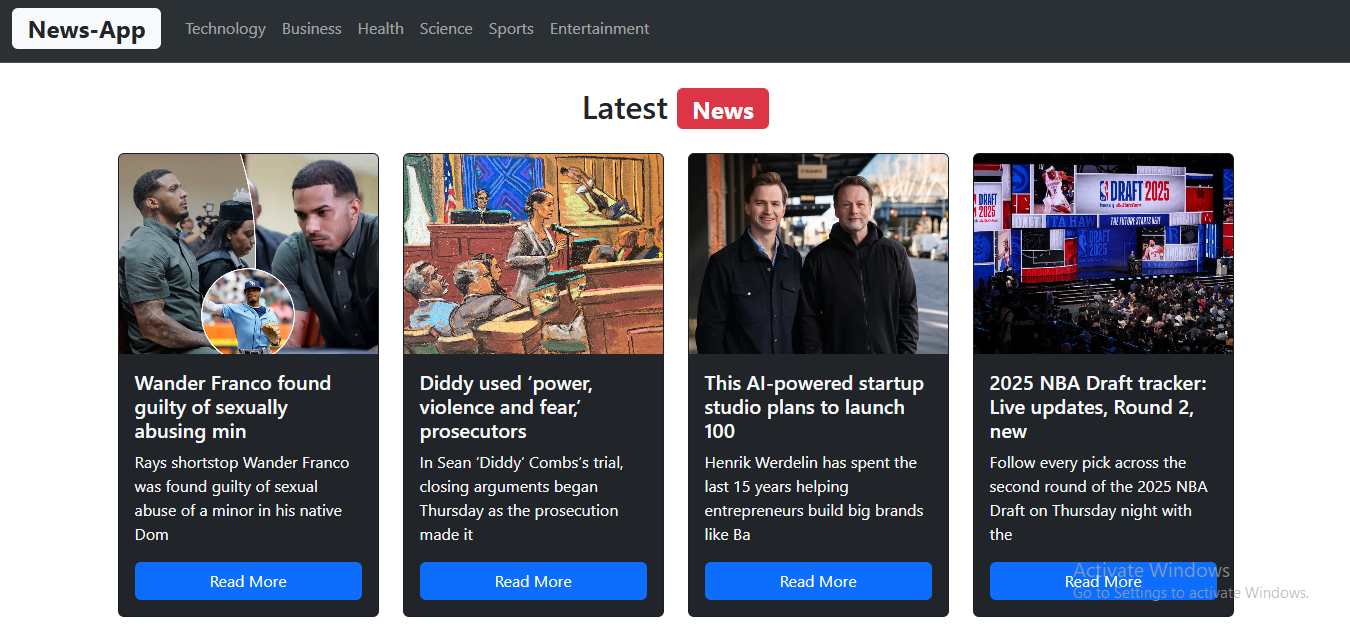 News-App Technology Business Health Science Sports Entertainment
Latest News
DRAFT 2025
THE FUTURE STARTS NOW
Wander Franco found
guilty of sexually
abusing min
Rays shortstop Wander Franco
was found guilty of sexual
abuse of a minor in his native
Dom
Read More
Diddy used ‘power,
violence and fear,’
prosecutors
In Sean ‘Diddy’ Combs’s trial,
closing arguments began
Thursday as the prosecution
made it
Read More
This AI-powered startup
studio plans to launch
100
Henrik Werdelin has spent the
last 15 years helping
entrepreneurs build big brands
like Ba
Read More
2025 NBA Draft tracker:
Live updates, Round 2,
new
Follow every pick across the
second round of the 2025 NBA
Draft on Thursday night with
the
Read More
Activate Windows
Go to Settings to activate Windows.